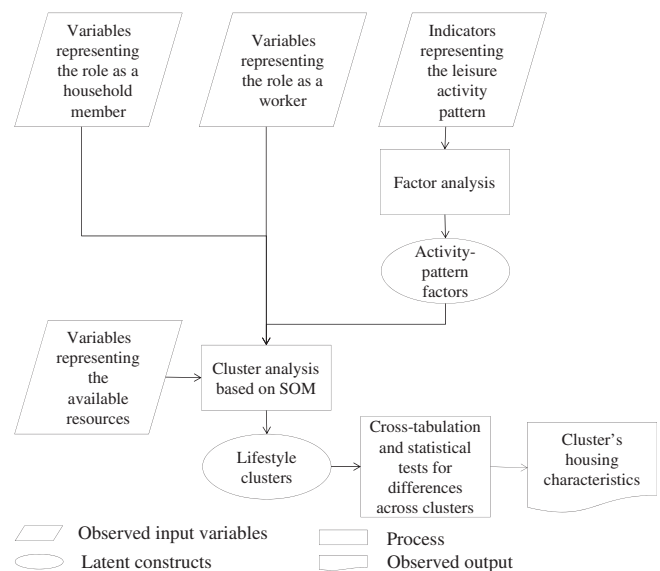 Variables
representing
the role as a
household
member
Variables
representing
the role as a
worker
Indicators
representing
the leisure
activity
pattern
Factor analysis
Activity-
pattern
factors
Variables
representing
the
available
resources
Cluster analysis
based on SOM
Lifestyle
clusters
Cross-tabulation
and statistical
tests for
differences
across clusters
Cluster's
housing
characteristics
Observed input variables
Process
Latent constructs
Observed output